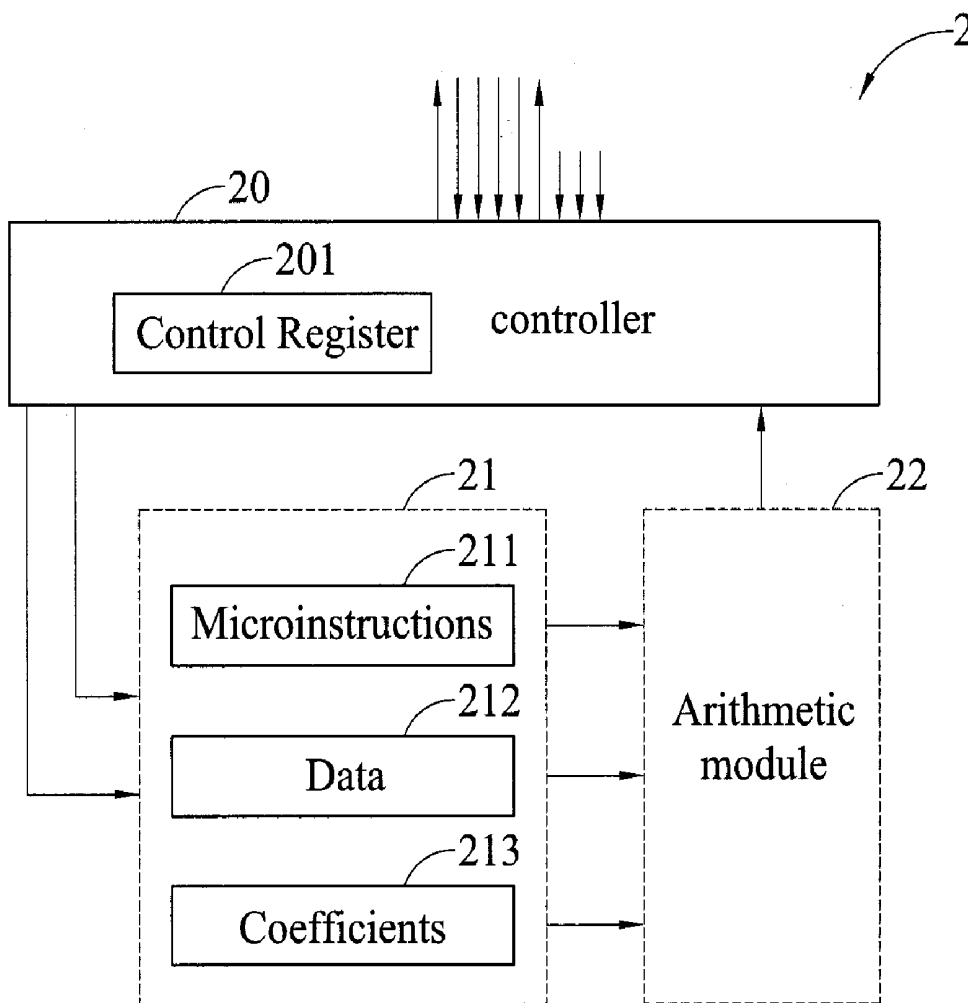 2
20
201
Control Register
controller
21
22
211
Microinstructions
212
Data
213
Coefficients
Arithmetic
module